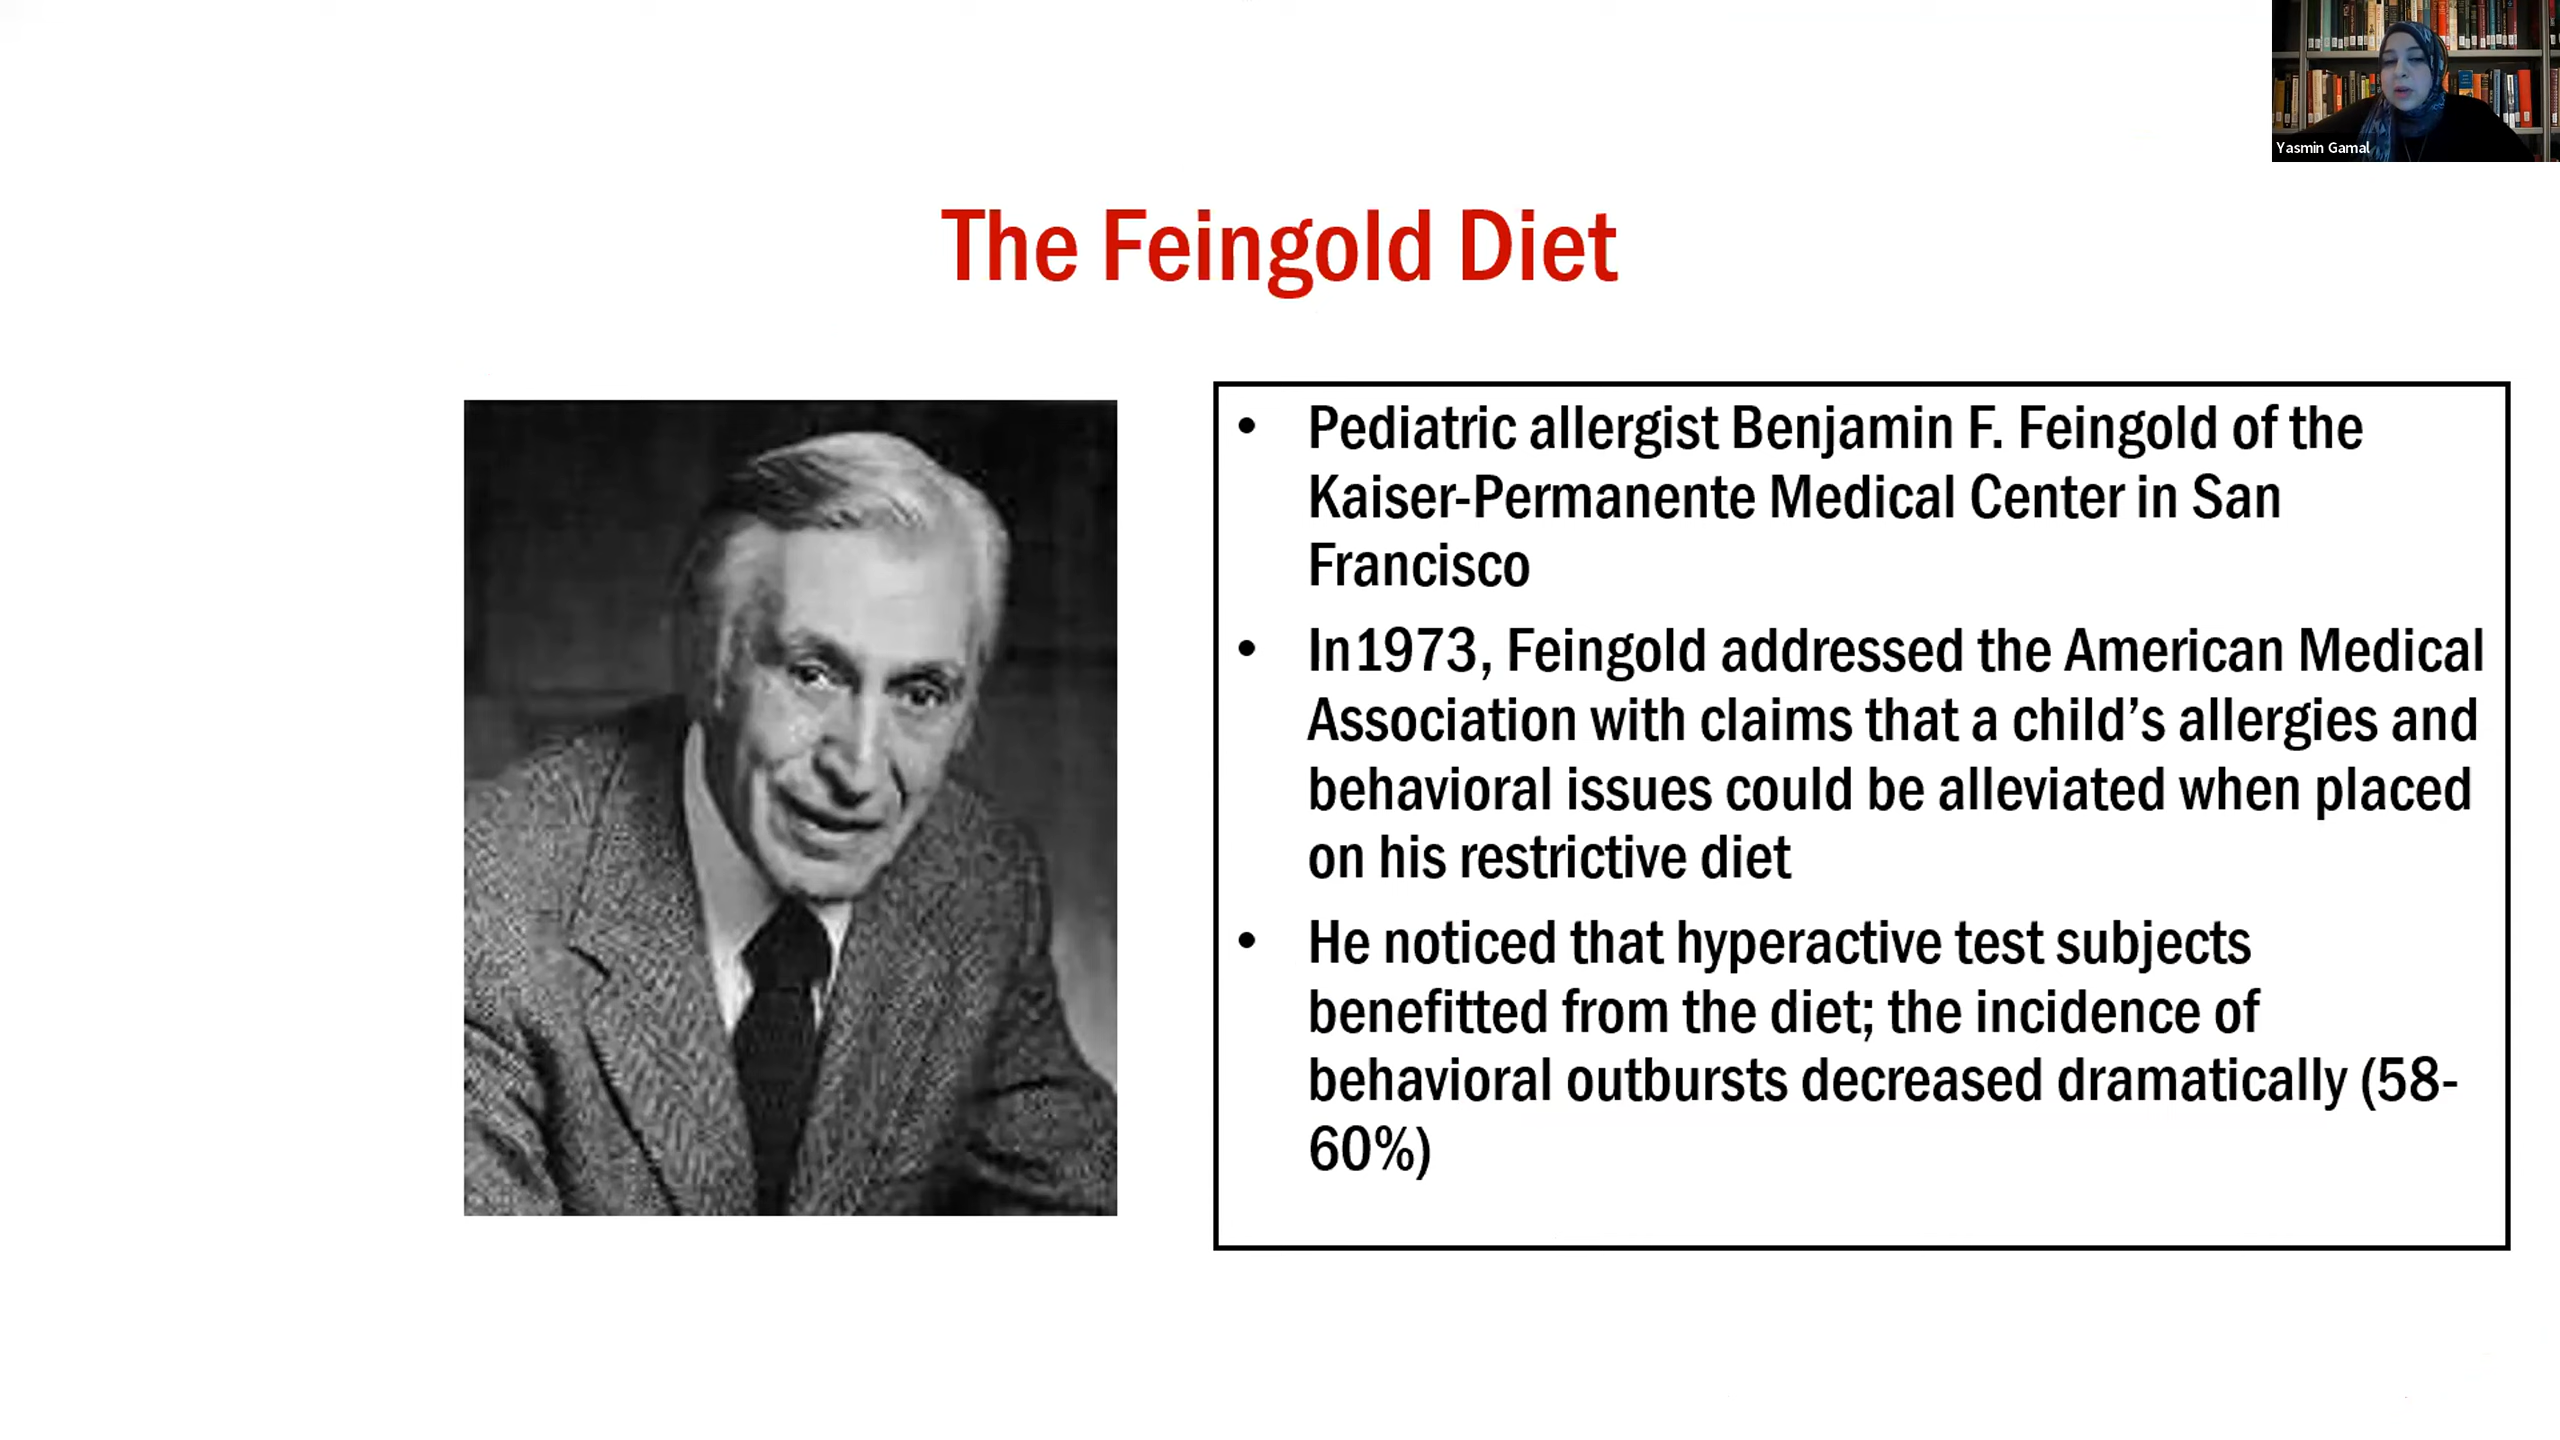 Yasmin Gamal
The Feingold Diet
• Pediatric allergist Benjamin F. Feingold of the
Kaiser-Permanente Medical Center in San
Francisco
• In1973, Feingold addressed the American Medical
Association with claims that a child’s allergies and
behavioral issues could be alleviated when placed
on his restrictive diet
• He noticed that hyperactive test subjects
benefitted from the diet; the incidence of
behavioral outbursts decreased dramatically (58-
60%)